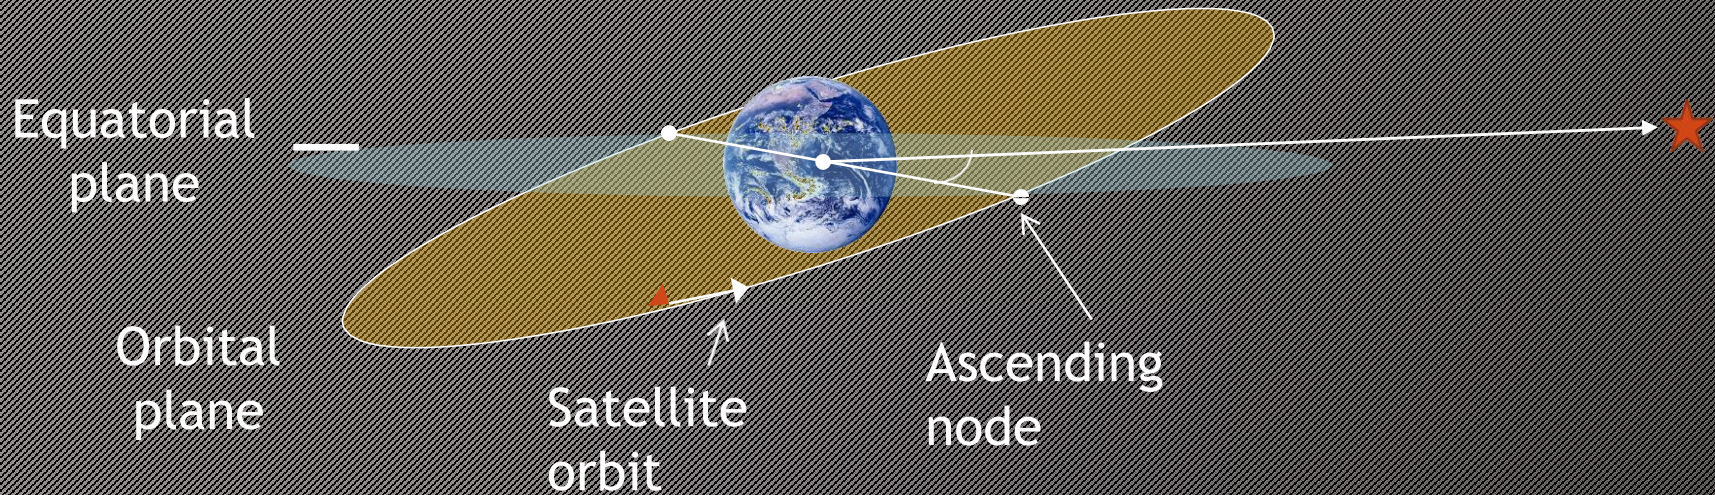 Equatorial
plane
Orbital
plane
Satellite
orbit
Ascending
node